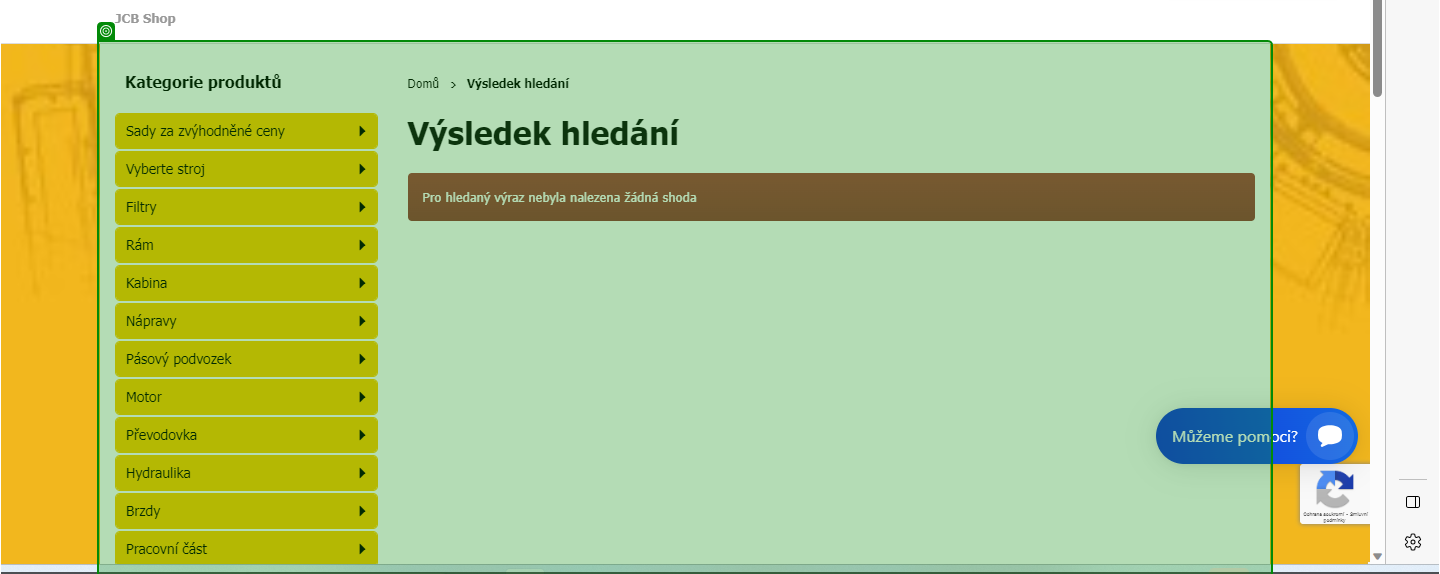 JCB Shop
Kategorie produktů
Sady za zvýhodněné ceny
Vyberte stroj
Filtry
Rám
Kabina
Nápravy
Pásový podvozek
Motor
Převodovka
Hydraulika
Brzdy
Pracovní část
Domů > Výsledek hledání
Výsledek hledání
Pro hledaný výraz nebyla nalezena žádná shoda
Můžeme pomoci?
Ochrana soukromí - Smluvní
podmínky